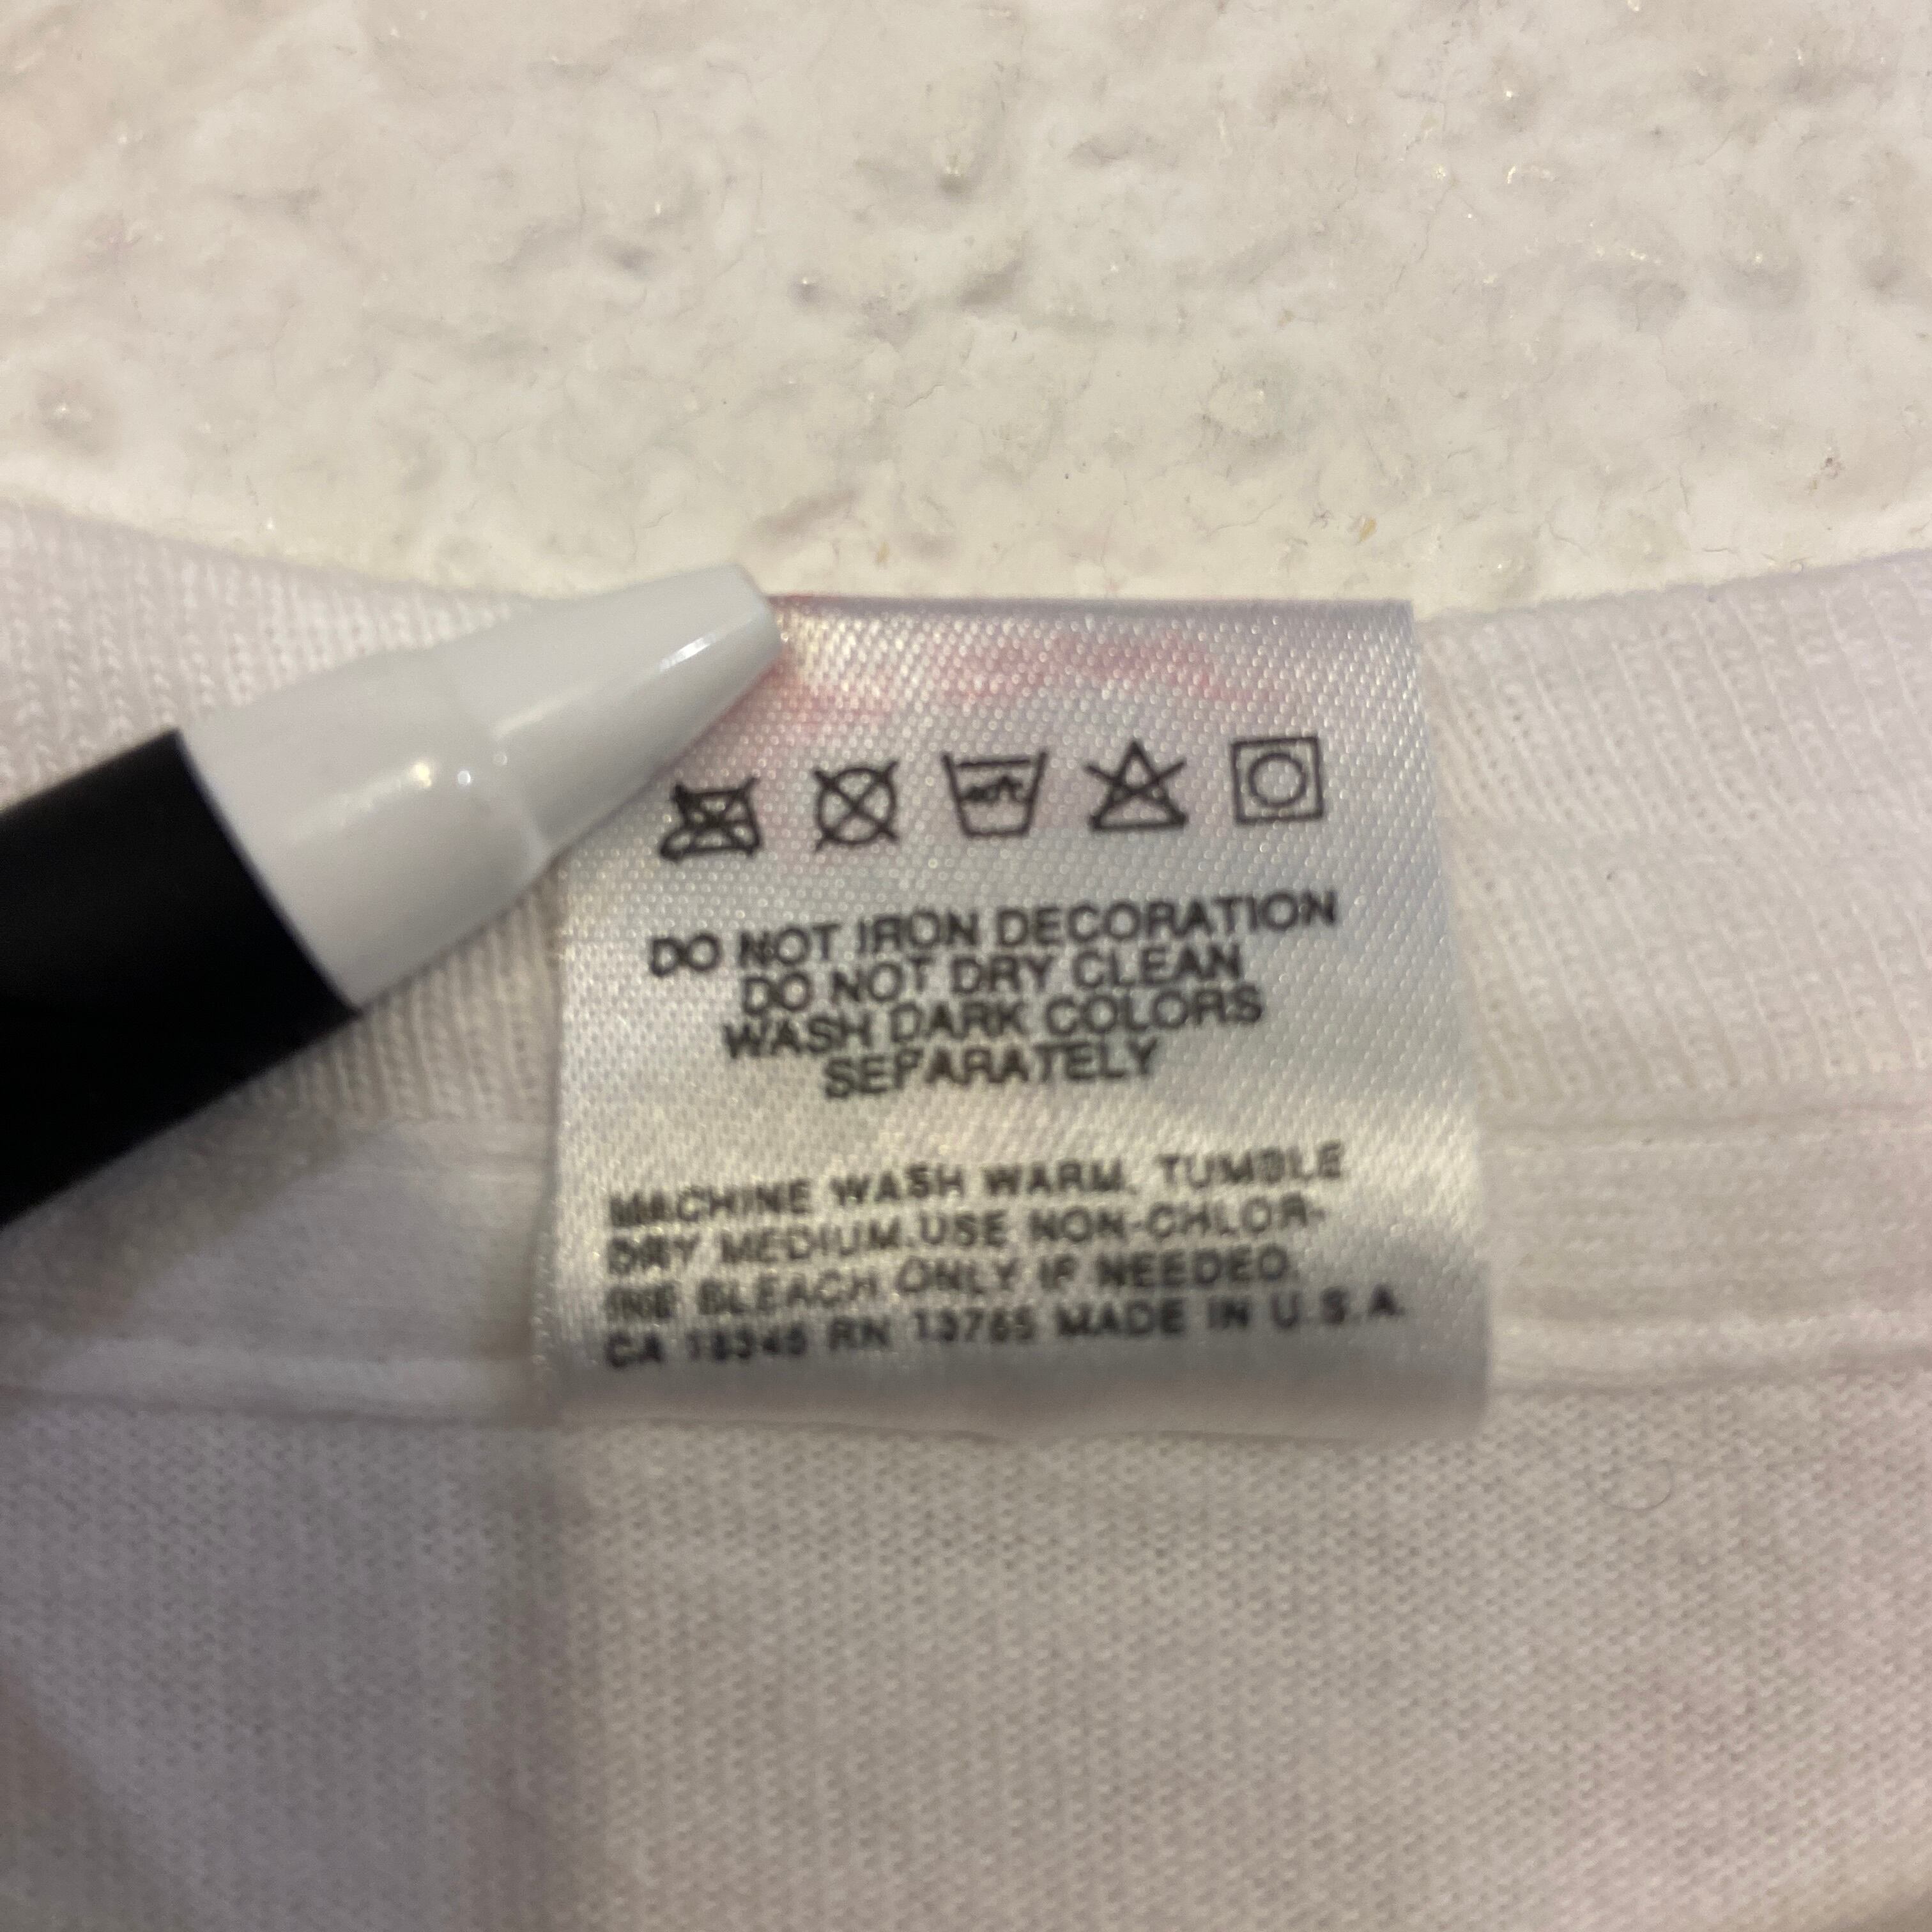 DO NOT IRON DECORATION
DO NOT DRY CLEAN
WASH DARK COLORS
SEPARATELY
MACHINE WASH WARM. TUMBLE
DRY MEDIUM.USE NON-CHLOR-
INE BLEACH ONLY IF NEEDED.
CA RN 13765 MADE IN U.S.A.